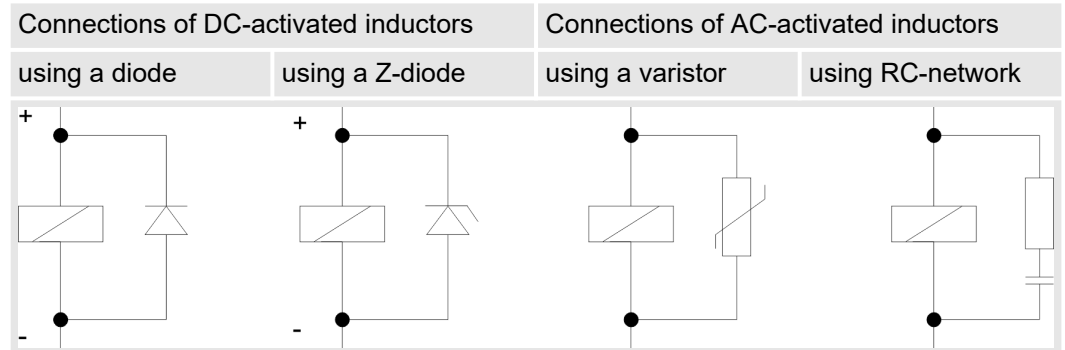 Connections of DC-activated inductors
Connections of AC-activated inductors
using a diode
using a Z-diode
using a varistor
using RC-network
+
+
-
-